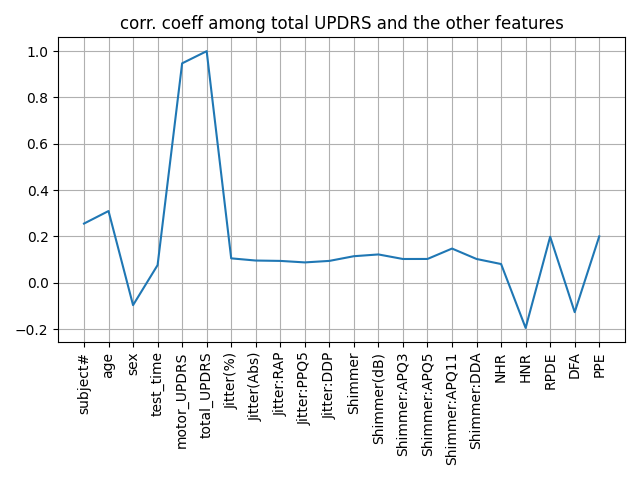 corr. coeff among total UPDRS and the other features
1.0
0.8
0.6
0.4
0.2
0.0
−0.2
subject#
age
sex
test_time
motor_UPDRS
total_UPDRS
Jitter(%)
Jitter(Abs)
Jitter:RAP
Jitter:PPQ5
Jitter:DDP
Shimmer
Shimmer(dB)
Shimmer:APQ3
Shimmer:APQ5
Shimmer:APQ11
Shimmer:DDA
NHR
HNR
RPDE
DFA
PPE